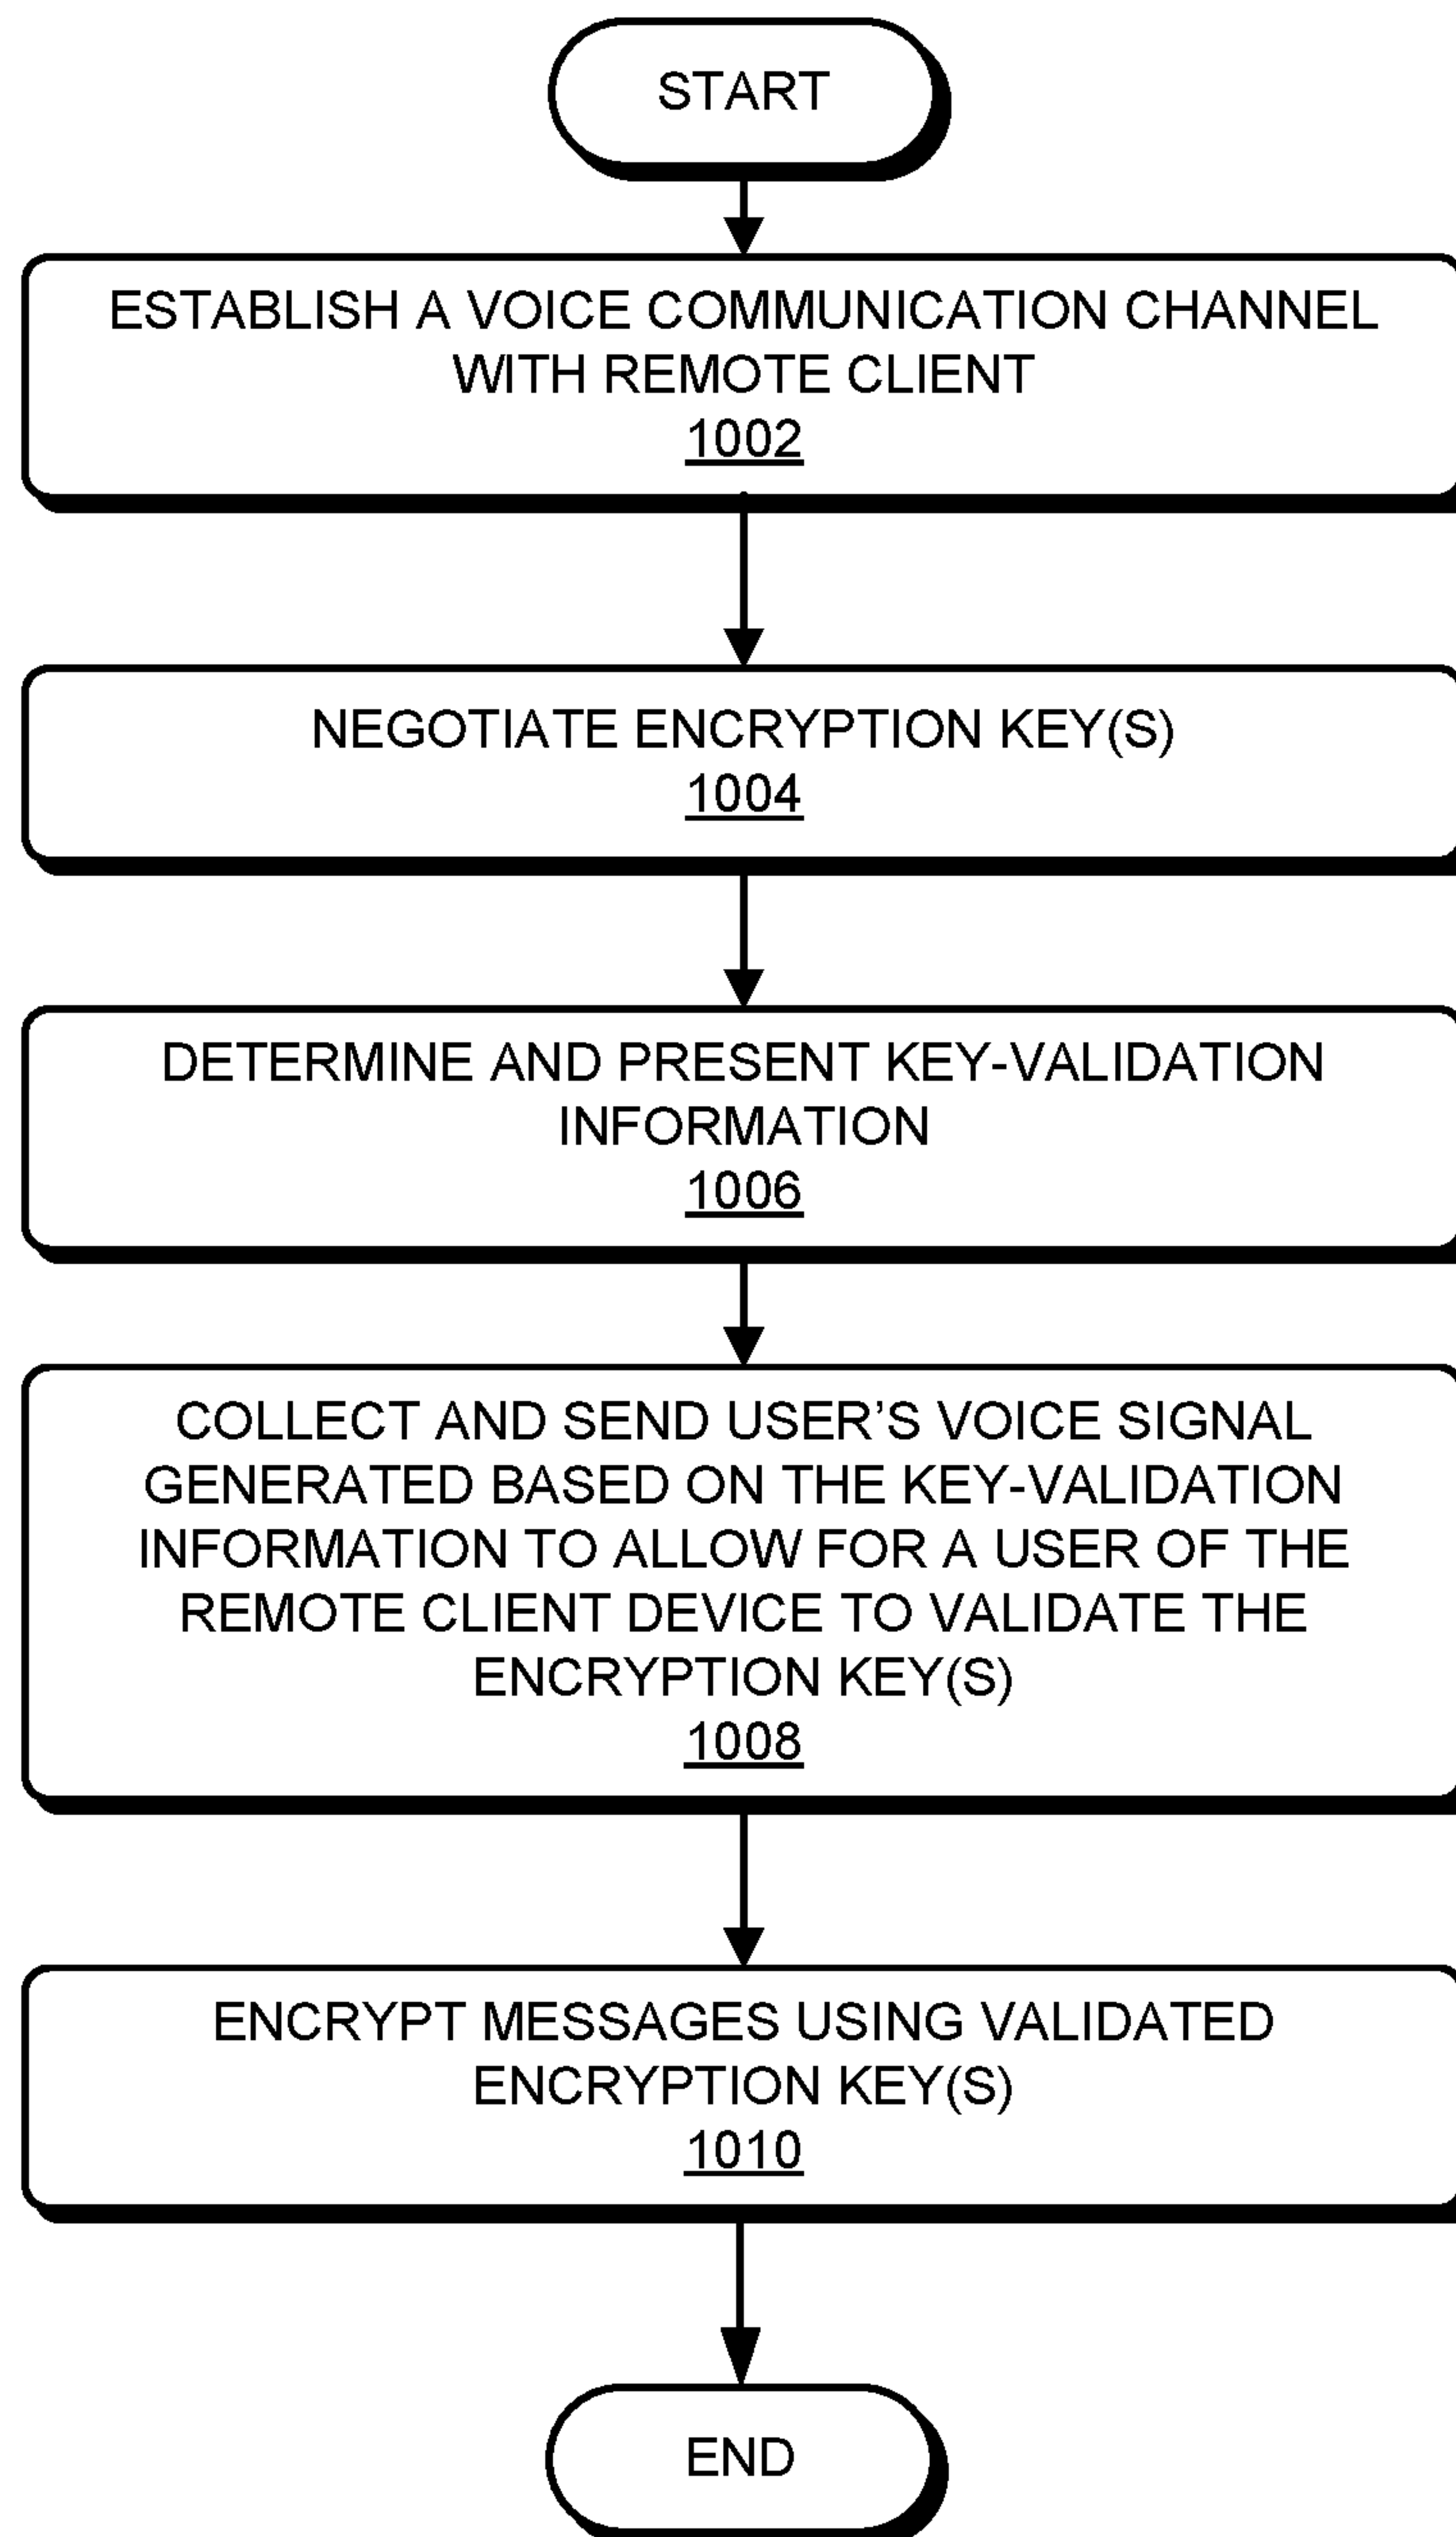 START
ESTABLISH A VOICE COMMUNICATION CHANNEL
WITH REMOTE CLIENT
1002
NEGOTIATE ENCRYPTION KEY(S)
1004
DETERMINE AND PRESENT KEY-VALIDATION
INFORMATION
1006
COLLECT AND SEND USER'S VOICE SIGNAL
GENERATED BASED ON THE KEY-VALIDATION
INFORMATION TO ALLOW FOR A USER OF THE
REMOTE CLIENT DEVICE TO VALIDATE THE
ENCRYPTION KEY(S)
1008
ENCRYPT MESSAGES USING VALIDATED
ENCRYPTION KEY(S)
1010
END